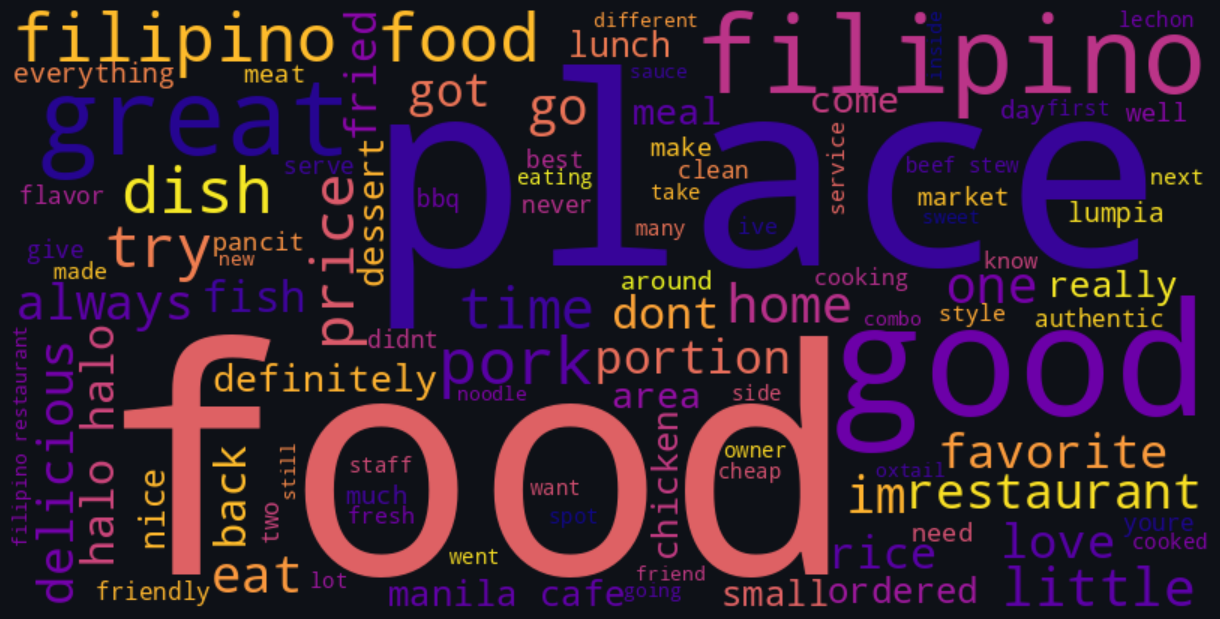 filipino food
different
lunch
filipino
lechon
inside
everything
meat
fried
sauce
great
got
go
place
meal
come
day
first
well
serve
best
make
service
beef stew
flavor
dish
dessert
bbq
eating
clean
market
next
never
take
sweet
lumpia
price
many
ive
give
try
pancit
new
made
know
around
cooking
one
really
always
fish
time
dont
home
combo
style
authentic
didnt
filipino restaurant
delicious
halo halo
pork
portion
good
definitely
noodle
area
side
food
chicken
owner
favorite
nice
back
still
staff
cheap
oxtail
much
want
im
restaurant
fresh
spot
two
need
youre
went
rice
love
cooked
friendly
eat
lot
manila cafe
going
friend
small
ordered
little